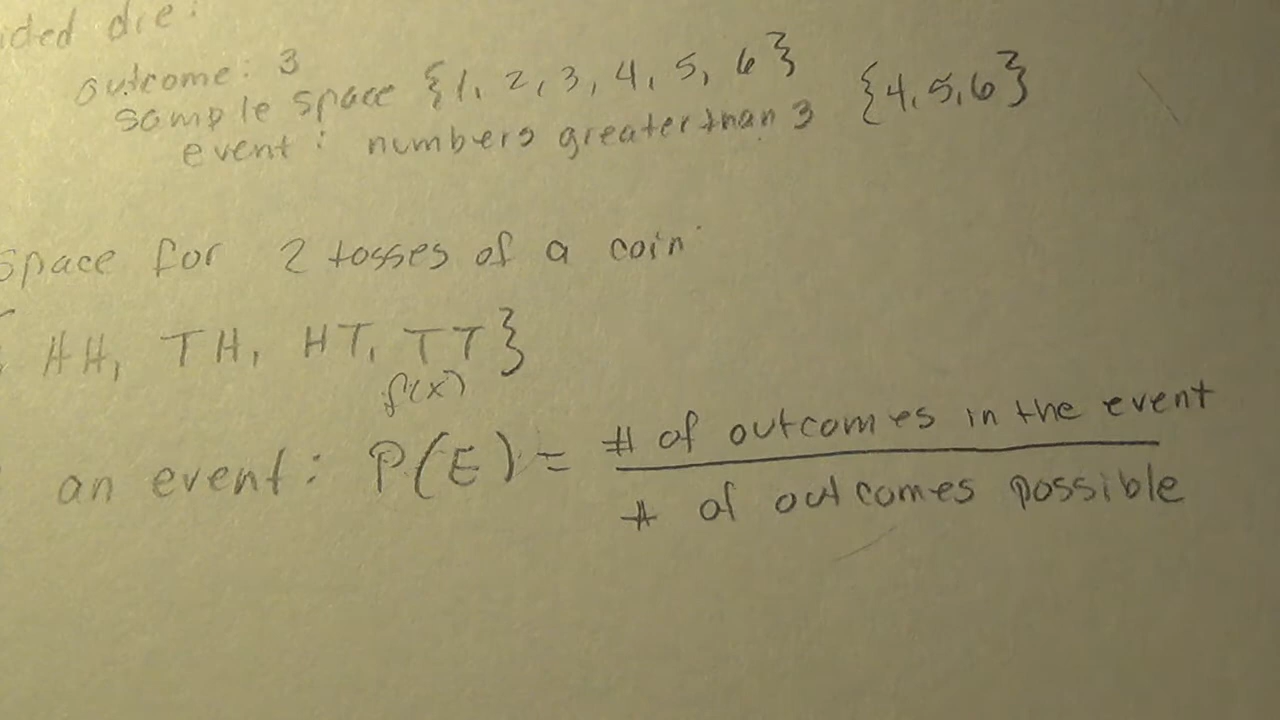 ided die:
outcome: 3
sample space {1, 2, 3, 4, 5, 6}
event: numbers greater than 3 {4,5,6}
space for 2 tosses of a coin
HH, TH, HT, TT}
f(x)
an event: P(E) = # of outcomes in the event
# of outcomes possible